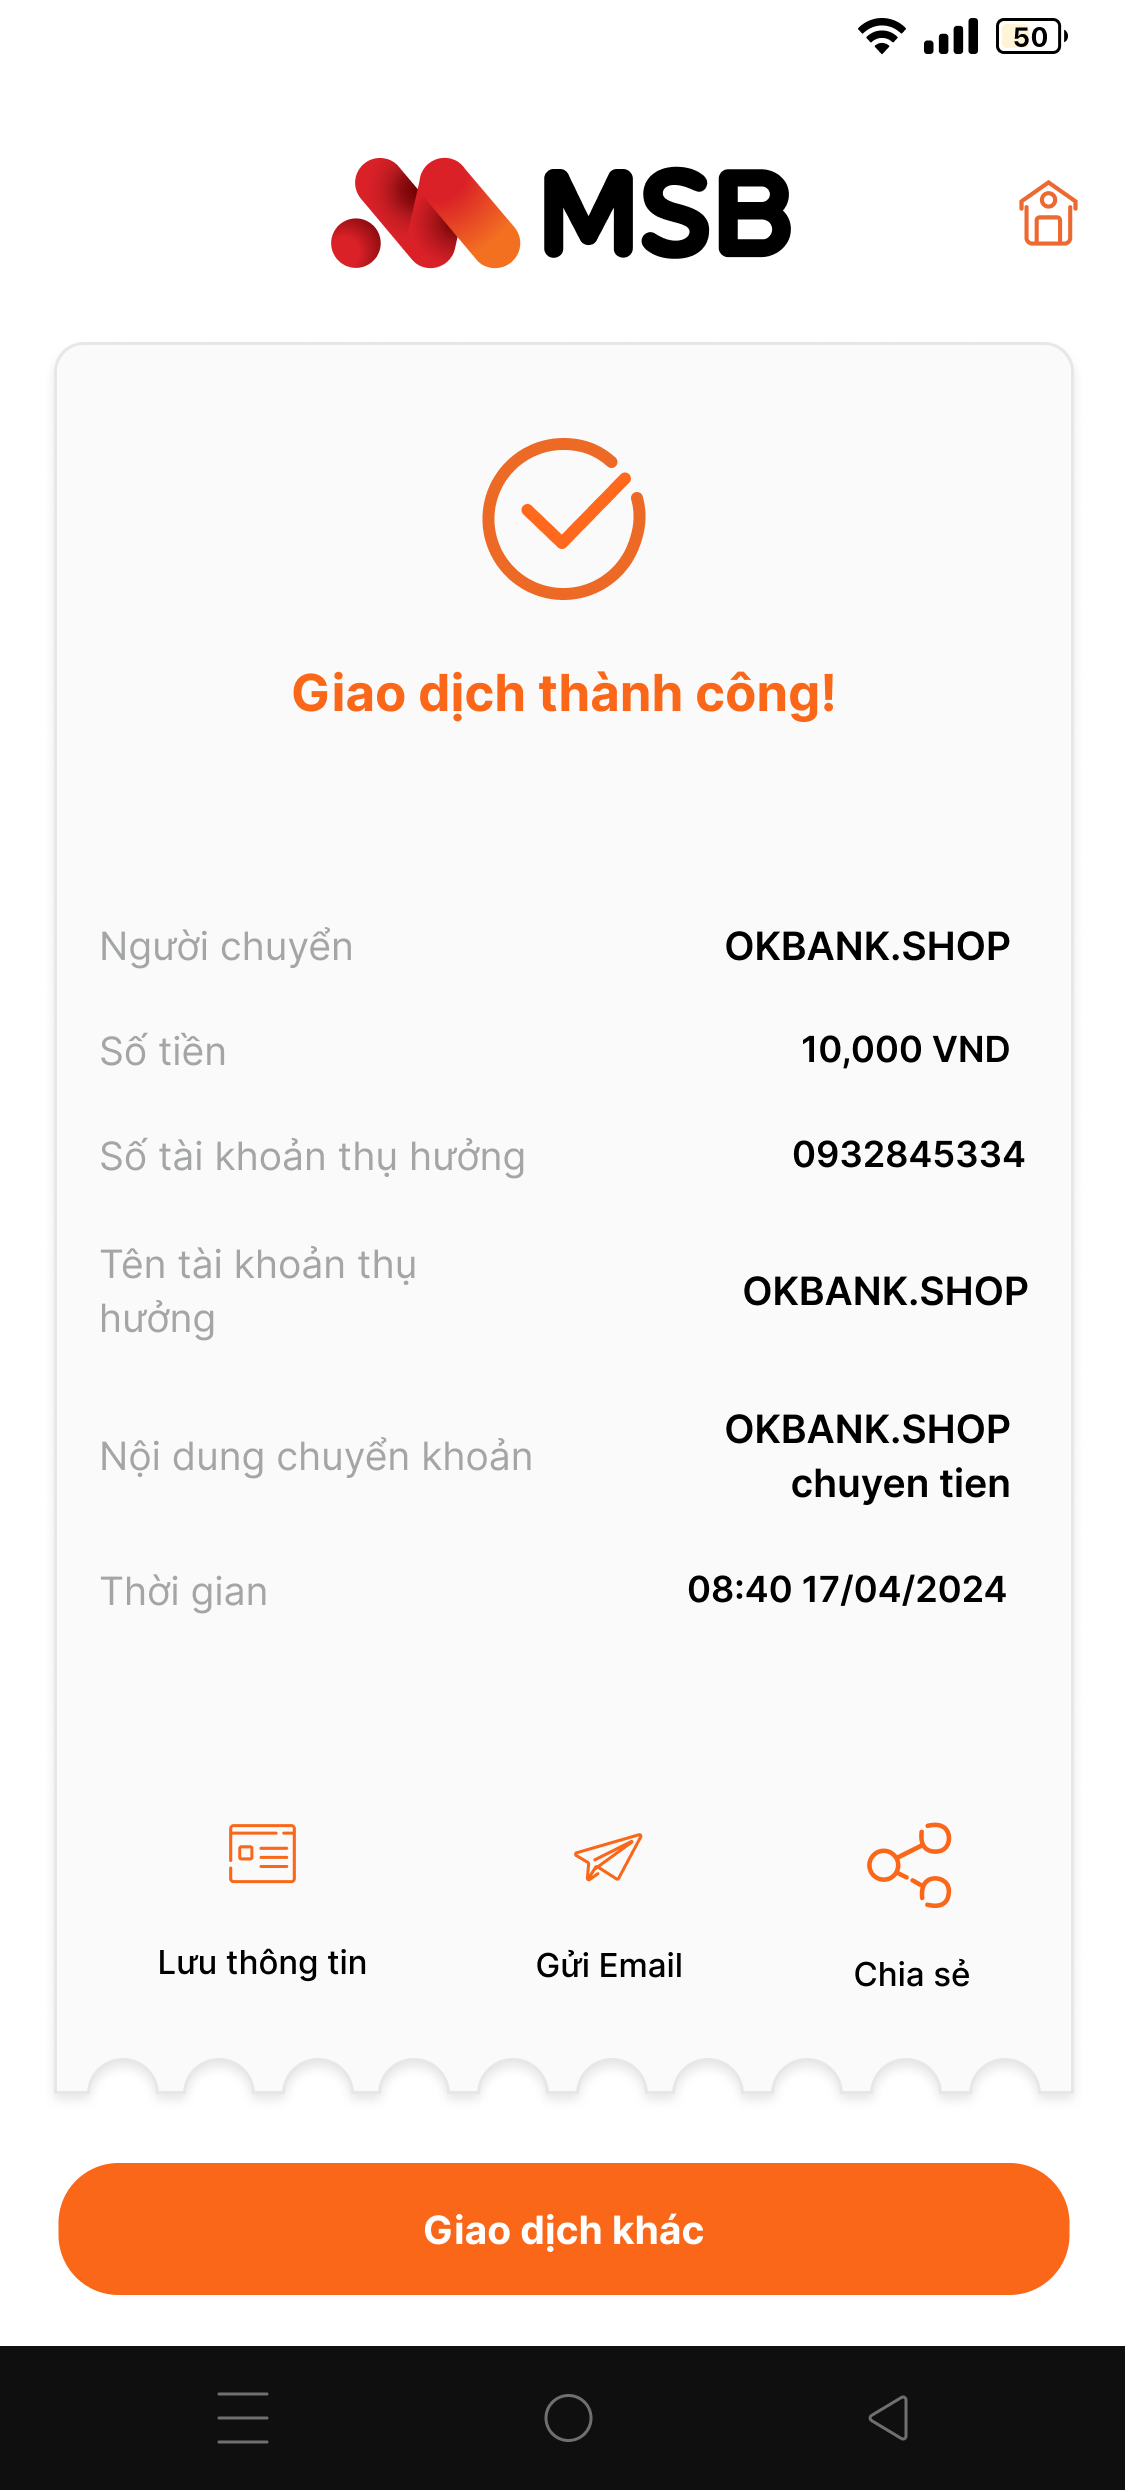 50
MSB
Giao dịch thành công!
Người chuyển OKBANK.SHOP
Số tiền 10,000 VND
Số tài khoản thụ hưởng 0932845334
Tên tài khoản thụ
hưởng
OKBANK.SHOP
Nội dung chuyển khoản
OKBANK.SHOP
chuyen tien
Thời gian 08:40 17/04/2024
Lưu thông tin
Gửi Email
Chia sẻ
Giao dịch khác